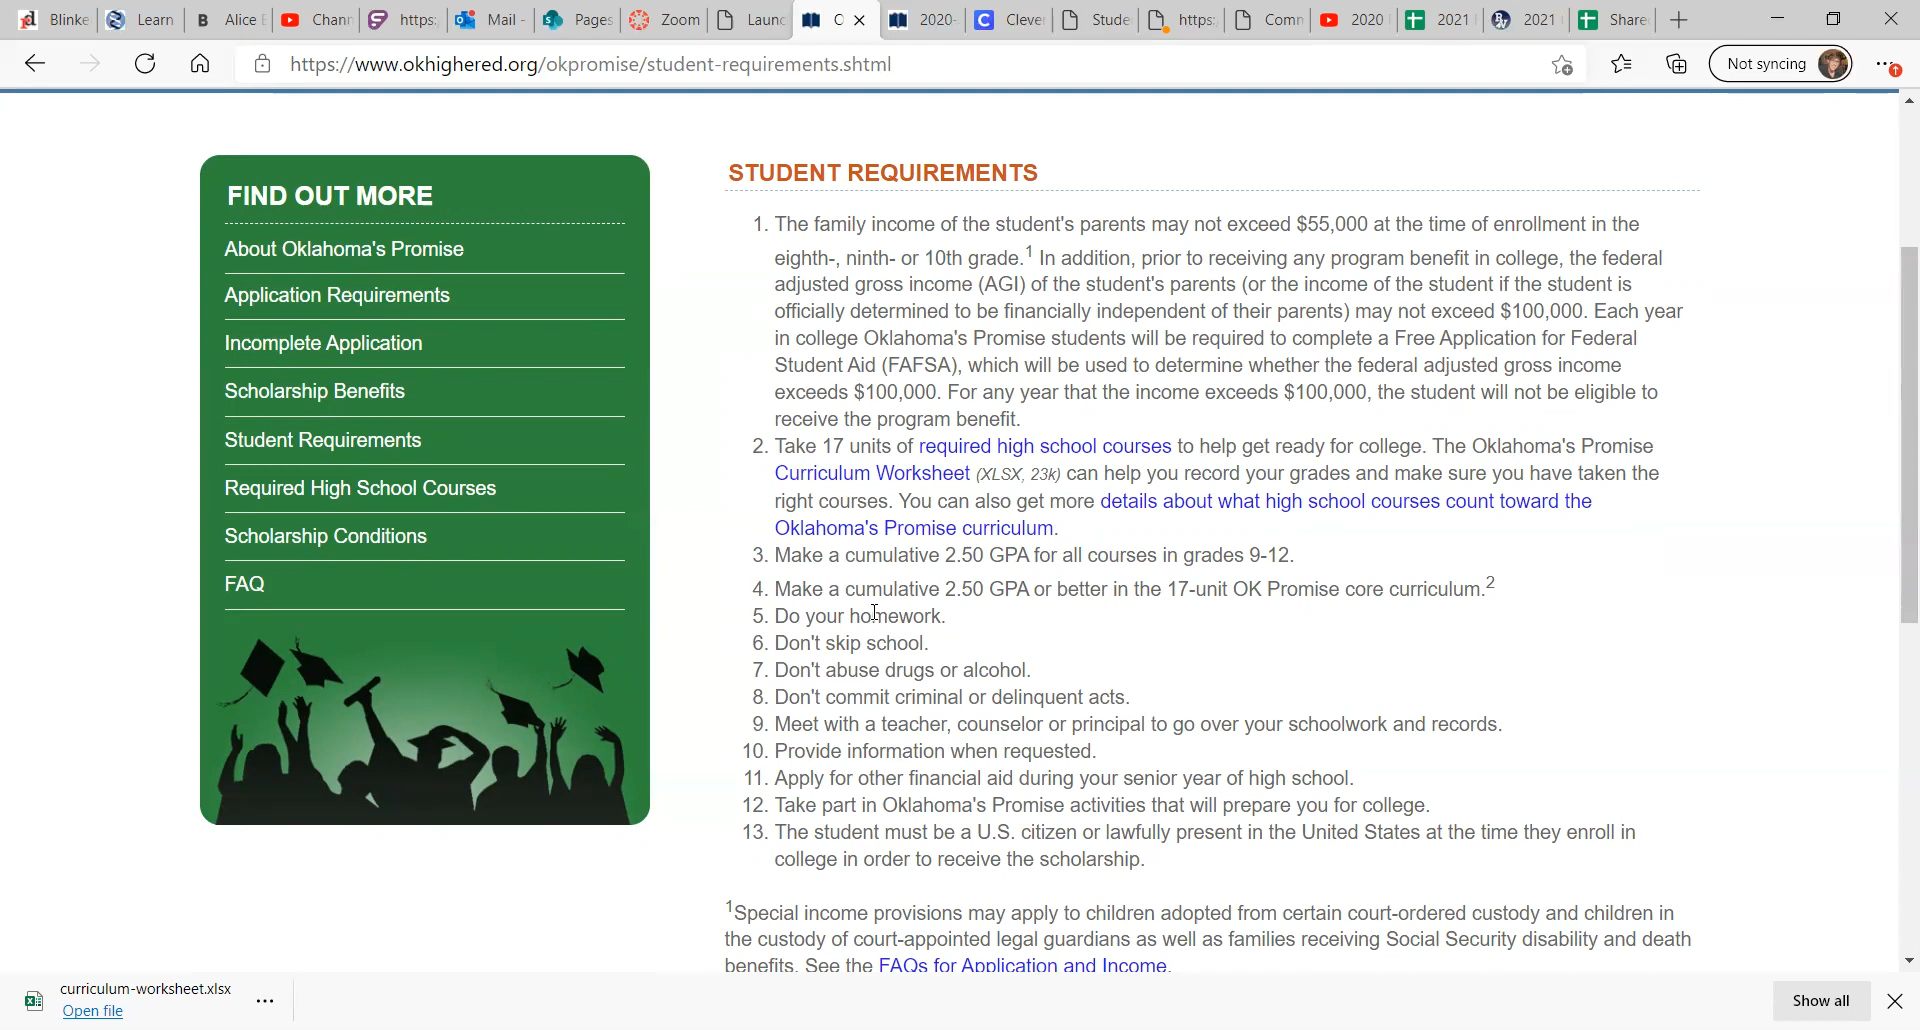 Blinke
Learn
Alice E
Chann
https:
Mail -
Pages
Zoom
Launc
O
2020-
Clever
Stude
https:
Comm
2020
2021
2021
Share
https://www.okhighered.org/okpromise/student-requirements.shtml
Not syncing
FIND OUT MORE
About Oklahoma's Promise
Application Requirements
Incomplete Application
Scholarship Benefits
Student Requirements
Required High School Courses
Scholarship Conditions
FAQ
STUDENT REQUIREMENTS
1. The family income of the student's parents may not exceed $55,000 at the time of enrollment in the
eighth-, ninth- or 10th grade.1 In addition, prior to receiving any program benefit in college, the federal
adjusted gross income (AGI) of the student's parents (or the income of the student if the student is
officially determined to be financially independent of their parents) may not exceed $100,000. Each year
in college Oklahoma's Promise students will be required to complete a Free Application for Federal
Student Aid (FAFSA), which will be used to determine whether the federal adjusted gross income
exceeds $100,000. For any year that the income exceeds $100,000, the student will not be eligible to
receive the program benefit.
2. Take 17 units of required high school courses to help get ready for college. The Oklahoma's Promise
Curriculum Worksheet (XLSX, 23k) can help you record your grades and make sure you have taken the
right courses. You can also get more details about what high school courses count toward the
Oklahoma's Promise curriculum.
3. Make a cumulative 2.50 GPA for all courses in grades 9-12.
4. Make a cumulative 2.50 GPA or better in the 17-unit OK Promise core curriculum.2
5. Do your homework.
6. Don't skip school.
7. Don't abuse drugs or alcohol.
8. Don't commit criminal or delinquent acts.
9. Meet with a teacher, counselor or principal to go over your schoolwork and records.
10. Provide information when requested.
11. Apply for other financial aid during your senior year of high school.
12. Take part in Oklahoma's Promise activities that will prepare you for college.
13. The student must be a U.S. citizen or lawfully present in the United States at the time they enroll in
college in order to receive the scholarship.
1Special income provisions may apply to children adopted from certain court-ordered custody and children in
the custody of court-appointed legal guardians as well as families receiving Social Security disability and death
benefits. See the FAQs for Application and Income.
curriculum-worksheet.xlsx
Open file
Show all